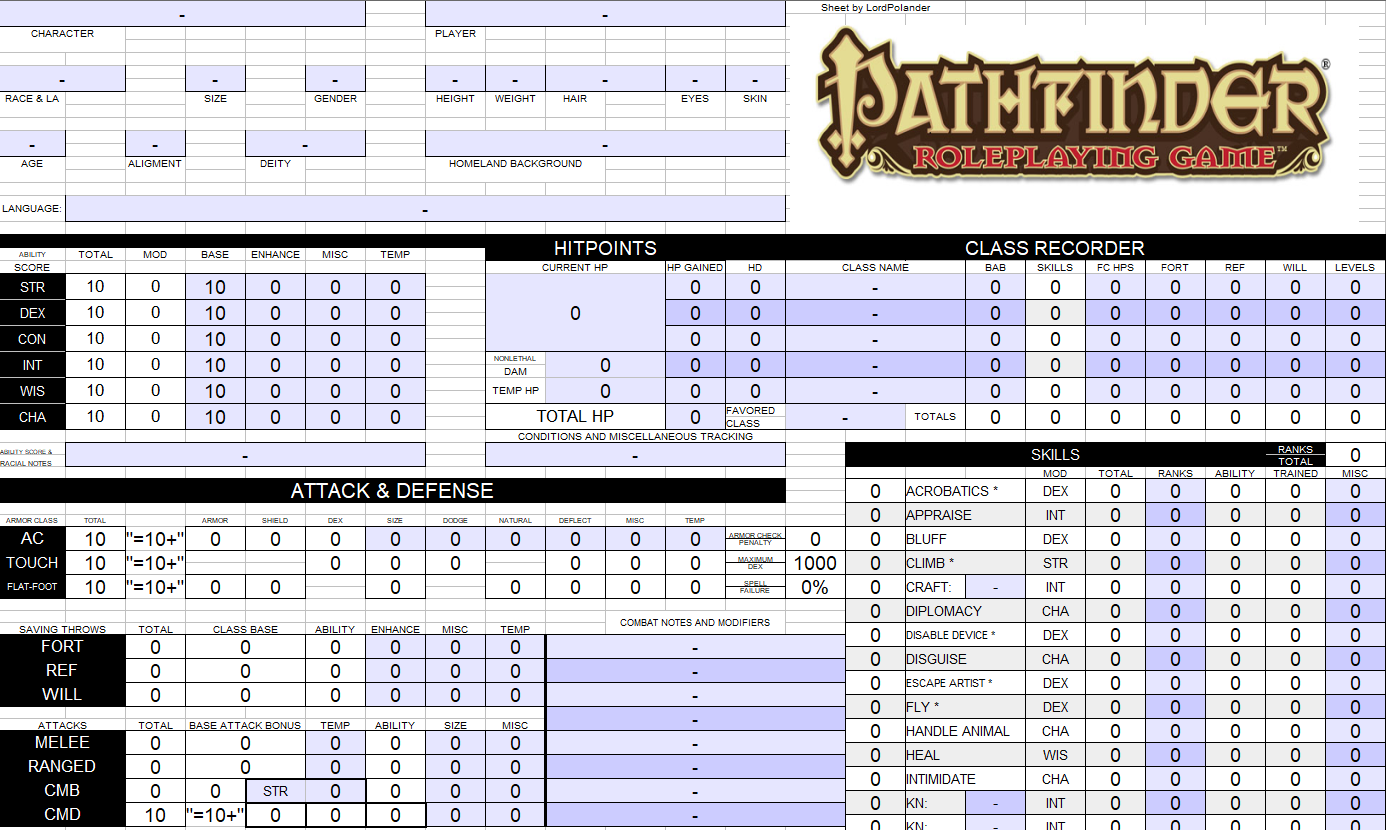 - - Sheet by LordPolander
CHARACTER PLAYER
PATHFINDER®
ROLEPLAYING GAME™
- - - - - - - -
RACE & LA SIZE GENDER HEIGHT WEIGHT HAIR EYES SKIN
- - - -
AGE ALIGMENT DEITY HOMELAND BACKGROUND
LANGUAGE: -
HITPOINTS CLASS RECORDER
ABILITY SCORE TOTAL MOD BASE ENHANCE MISC TEMP CURRENT HP HP GAINED HD CLASS NAME BAB SKILLS FC HPS FORT REF WILL LEVELS
STR 10 0 10 0 0 0 0 0 0 - 0 0 0 0 0 0 0
DEX 10 0 10 0 0 0 0 0 - 0 0 0 0 0 0 0
CON 10 0 10 0 0 0 0 0 - 0 0 0 0 0 0 0
INT 10 0 10 0 0 0 NONLETHAL DAM 0 0 0 - 0 0 0 0 0 0 0
WIS 10 0 10 0 0 0 TEMP HP 0 0 0 - 0 0 0 0 0 0 0
CHA 10 0 10 0 0 0 TOTAL HP 0 FAVORED CLASS - TOTALS 0 0 0 0 0 0 0
CONDITIONS AND MISCELLANEOUS TRACKING
ABILITY SCORE & RACIAL NOTES - -
SKILLS RANKS TOTAL 0
MOD TOTAL RANKS ABILITY TRAINED MISC
ATTACK & DEFENSE
ARMOR CLASS TOTAL ARMOR SHIELD DEX SIZE DODGE NATURAL DEFLECT MISC TEMP
AC 10 "=10+" 0 0 0 0 0 0 0 0 0 ARMOR CHECK PENALTY 0
TOUCH 10 "=10+" 0 0 0 0 0 0 MAXIMUM DEX 1000
FLAT-FOOT 10 "=10+" 0 0 0 0 0 0 0 SPELL FAILURE 0%
COMBAT NOTES AND MODIFIERS
SAVING THROWS TOTAL CLASS BASE ABILITY ENHANCE MISC TEMP
FORT 0 0 0 0 0 0 -
REF 0 0 0 0 0 0 -
WILL 0 0 0 0 0 0 -
-
ATTACKS TOTAL BASE ATTACK BONUS TEMP ABILITY SIZE MISC
MELEE 0 0 0 0 0 0 -
RANGED 0 0 0 0 0 0 -
CMB 0 0 STR 0 0 0 0 -
CMD 10 "=10+" 0 0 0 0 0 -
0 ACROBATICS * DEX 0 0 0 0 0
0 APPRAISE INT 0 0 0 0 0
0 BLUFF DEX 0 0 0 0 0
0 CLIMB * STR 0 0 0 0 0
0 CRAFT: - INT 0 0 0 0 0
0 DIPLOMACY CHA 0 0 0 0 0
0 DISABLE DEVICE * DEX 0 0 0 0 0
0 DISGUISE CHA 0 0 0 0 0
0 ESCAPE ARTIST * DEX 0 0 0 0 0
0 FLY * DEX 0 0 0 0 0
0 HANDLE ANIMAL CHA 0 0 0 0 0
0 HEAL WIS 0 0 0 0 0
0 INTIMIDATE CHA 0 0 0 0 0
0 KN: - INT 0 0 0 0 0
0 KN: - INT 0 0 0 0 0